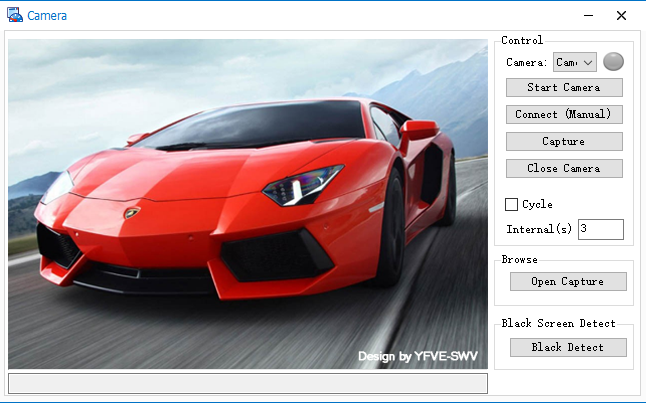 Camera
Control
Camera: Cam
Start Camera
Connect (Manual)
Capture
Close Camera
Cycle
Internal(s) 3
Browse
Open Capture
Black Screen Detect
Black Detect
Design by YFVE-SWV